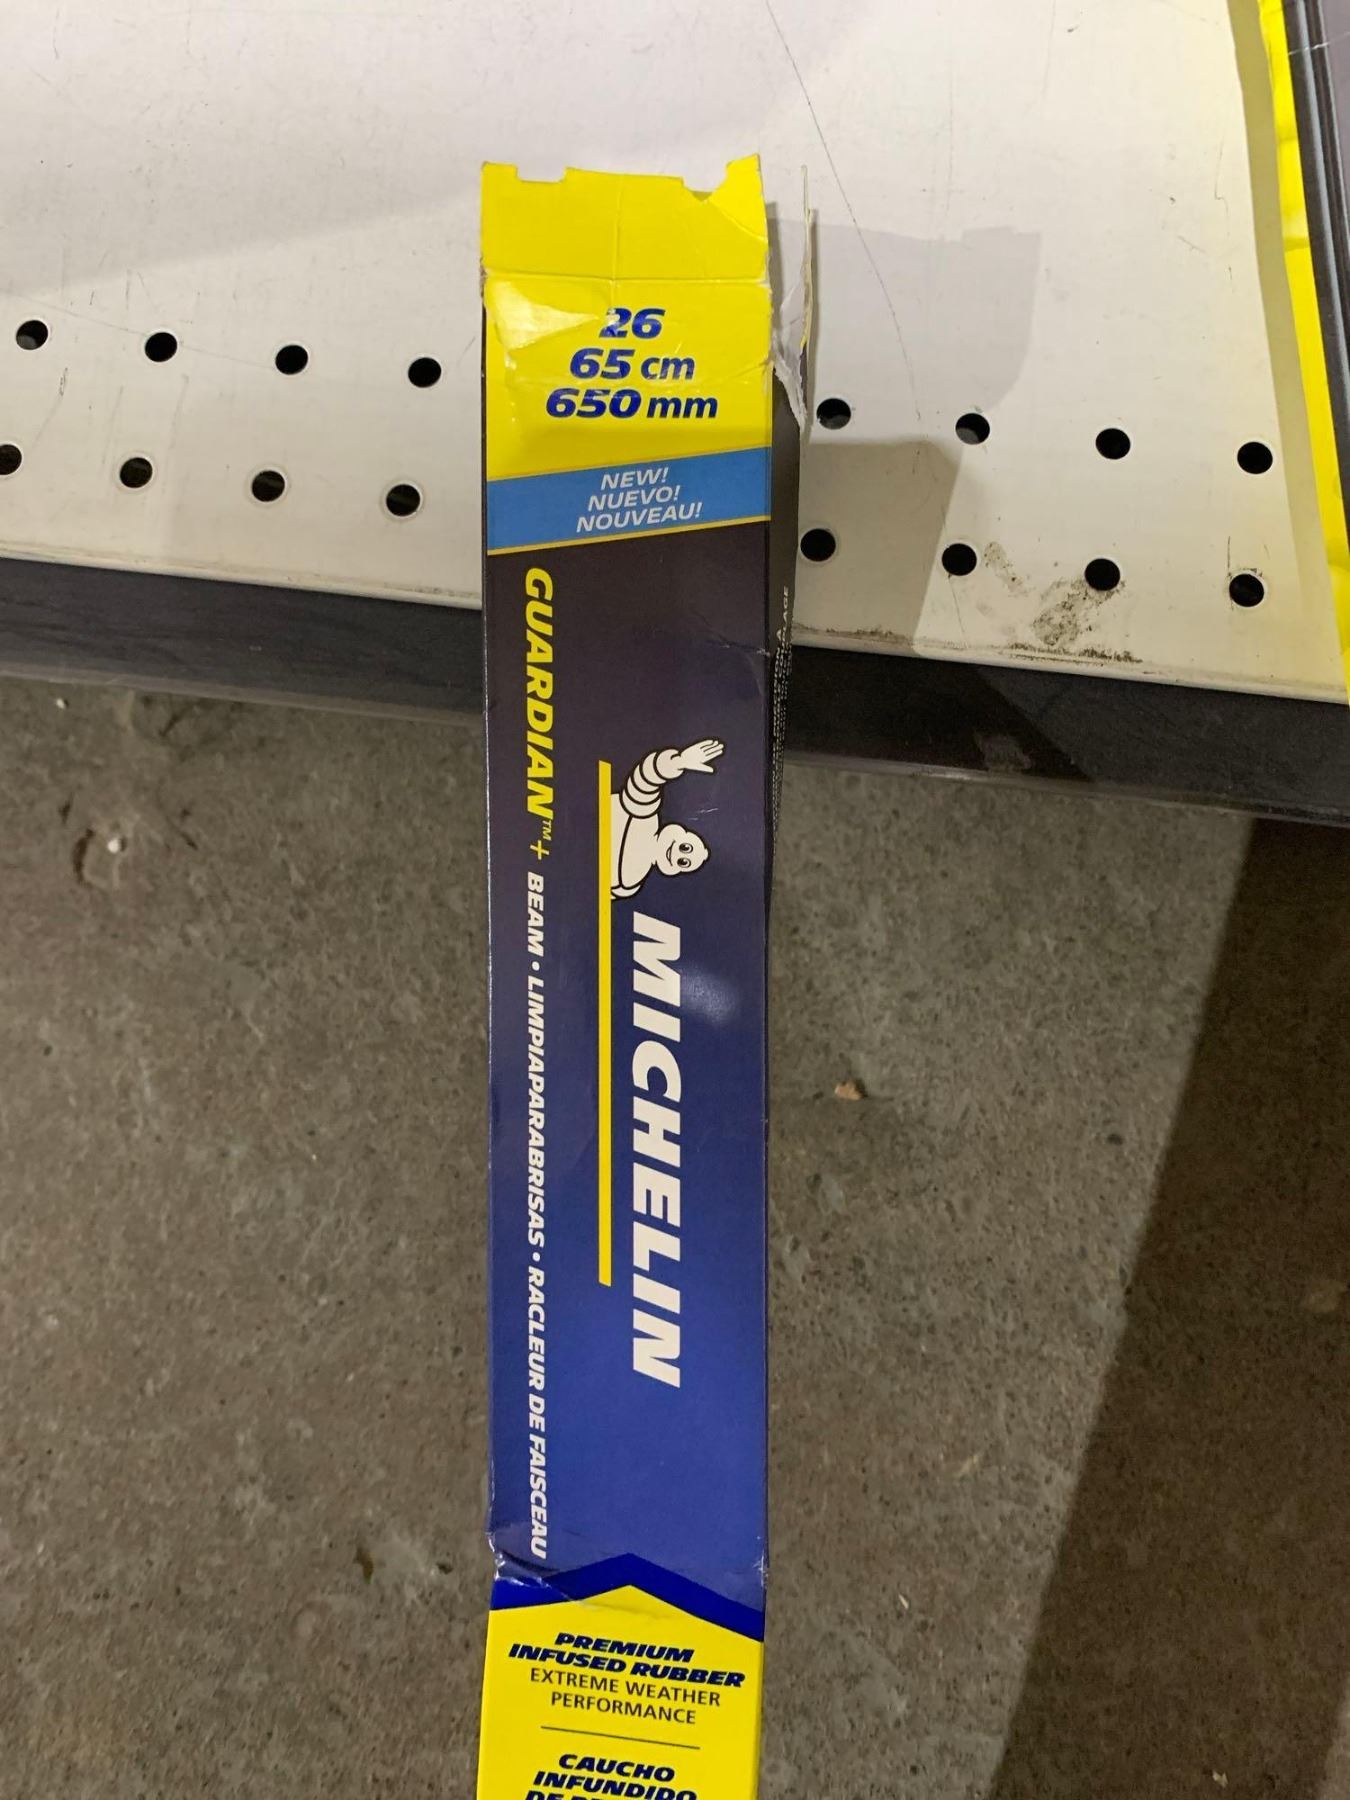 26
65 cm
650 mm
NEW!
NUEVO!
NOUVEAU!
GUARDIAN™+ BEAM • LIMPIAPARABRISAS • RACLEUR DE FAISCEAU
MICHELIN
PREMIUM
INFUSED RUBBER
EXTREME WEATHER
PERFORMANCE
CAUCHO
INFUNDIDO